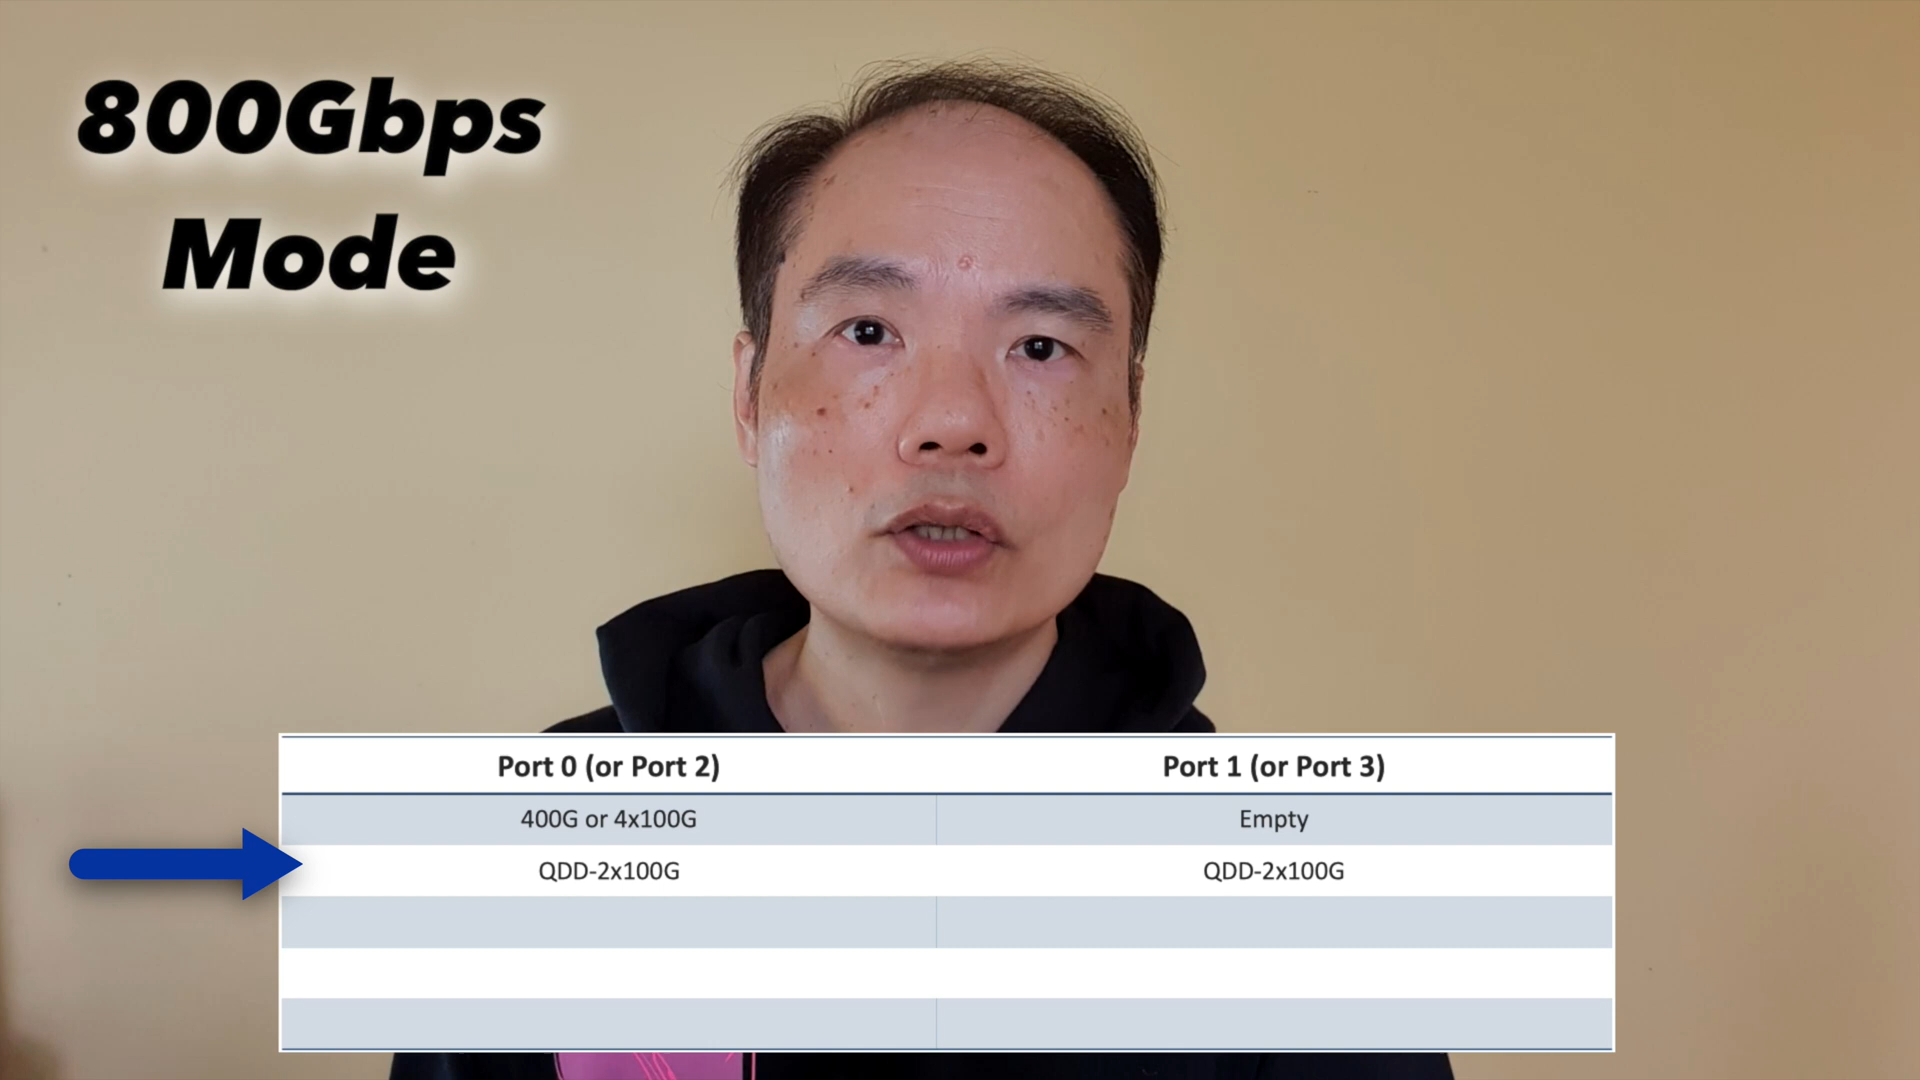 800Gbps
Mode
Port 0 (or Port 2) Port 1 (or Port 3)
400G or 4x100G Empty
QDD-2x100G QDD-2x100G